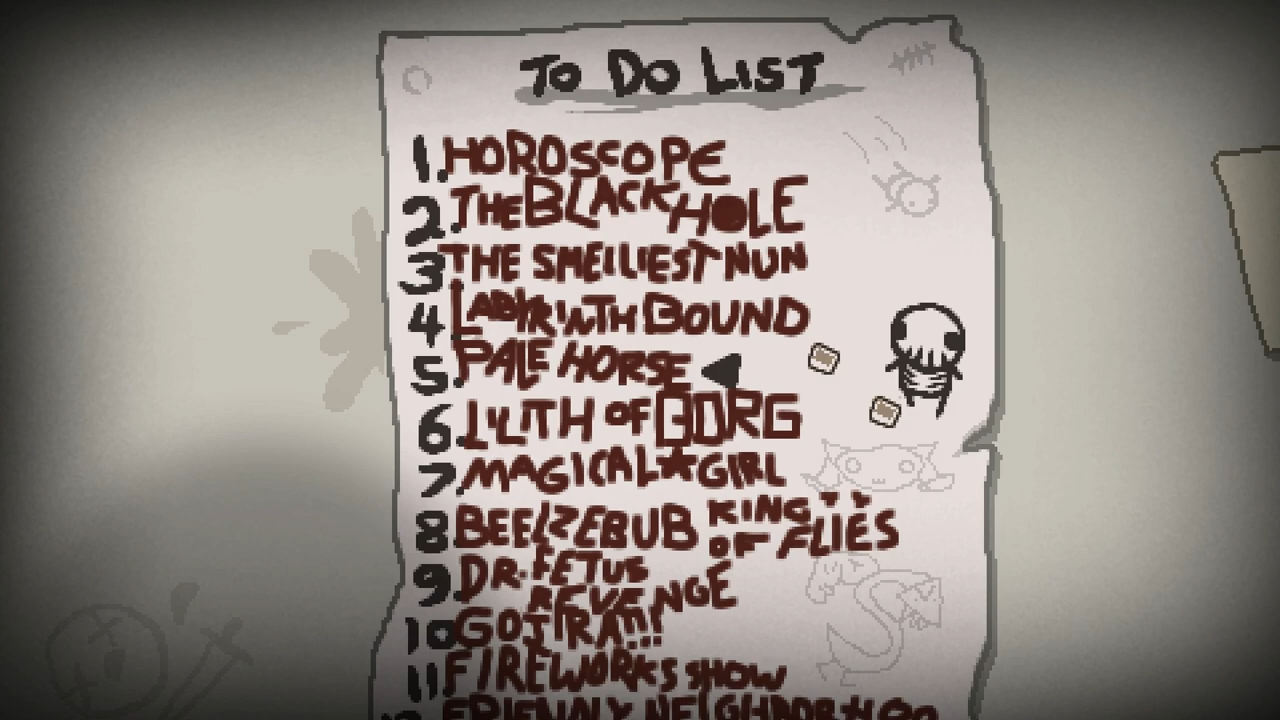 TO DO LIST
1. HOROSCOPE
2. THE BLACK HOLE
3 THE SMELLIEST NUN
4 LABYRINTH BOUND
5. PALE HORSE
6. LILITH OF BORG
7. MAGICAL★GIRL
8 BEELZEBUB KING OF FLIES
9. DR. FETUS REVENGE
10 GOJIRA!!!
11 FIREWORKS SHOW